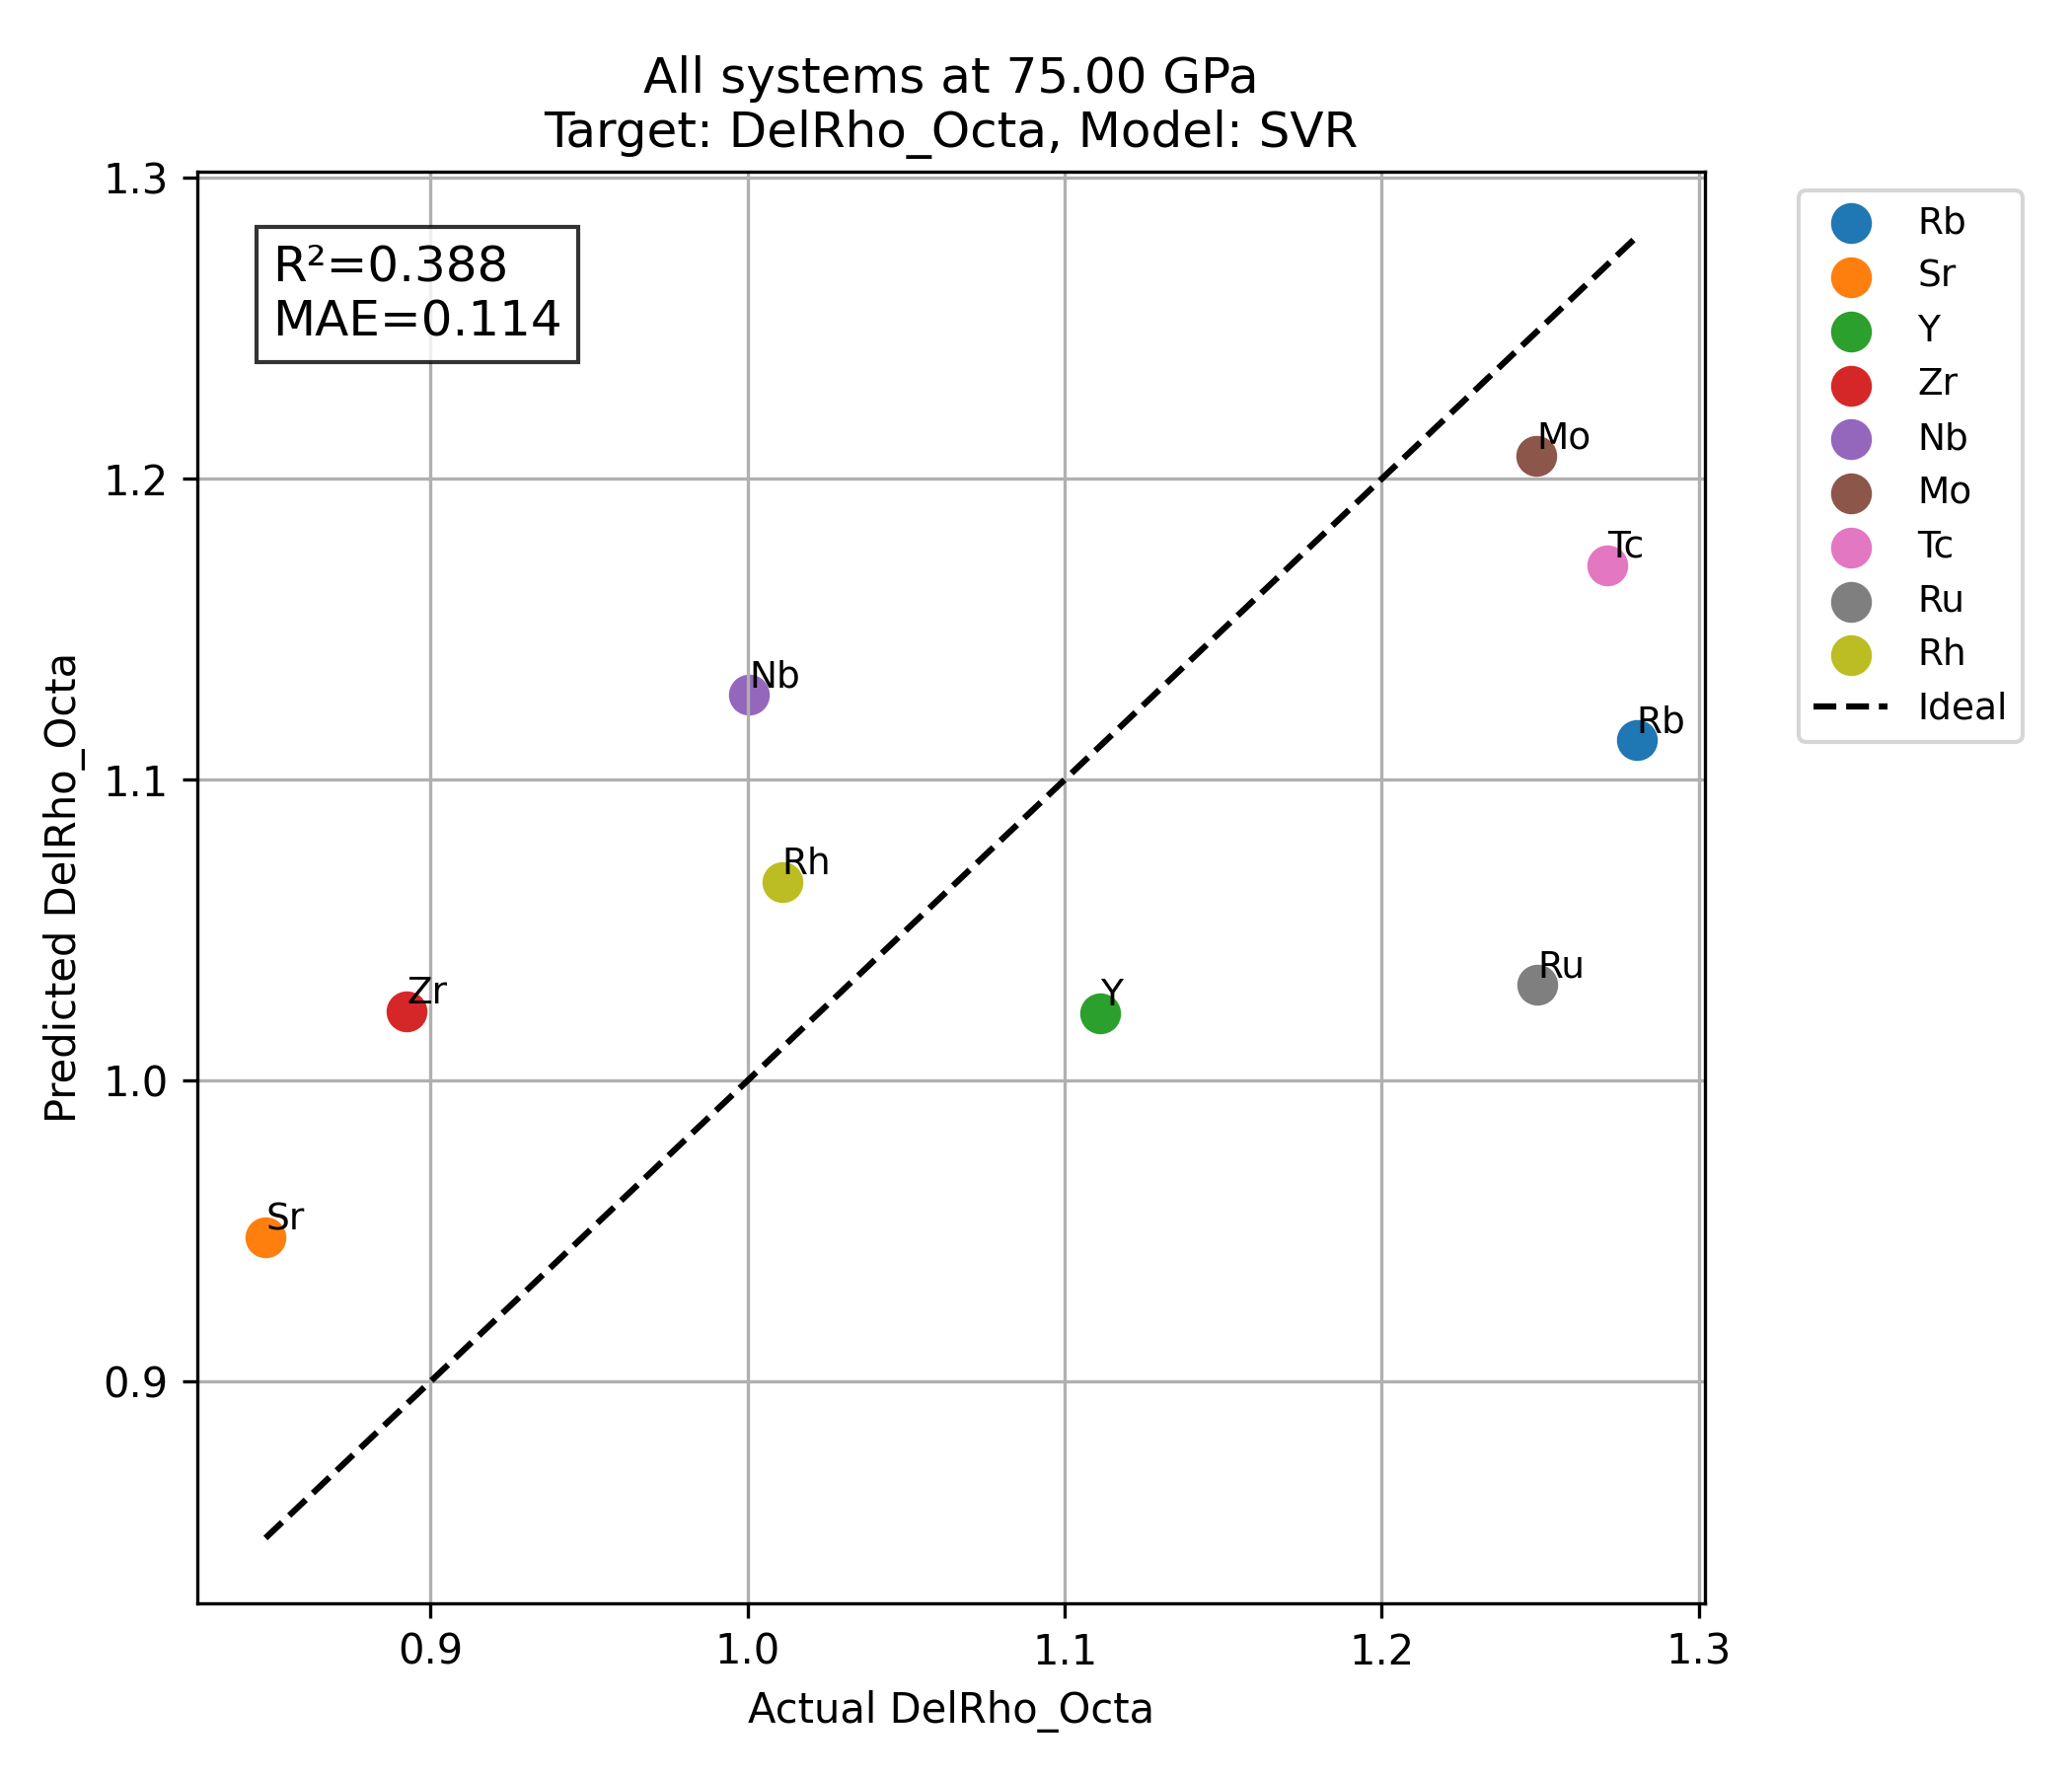 All systems at 75.00 GPa
Target: DelRho_Octa, Model: SVR
R²=0.388
MAE=0.114
Predicted DelRho_Octa
1.3
1.2
1.1
1.0
0.9
Mo
Tc
Nb
Rb
Rh
Ru
Zr
Y
Sr
0.9 1.0 1.1 1.2 1.3
Actual DelRho_Octa
Rb
Sr
Y
Zr
Nb
Mo
Tc
Ru
Rh
Ideal